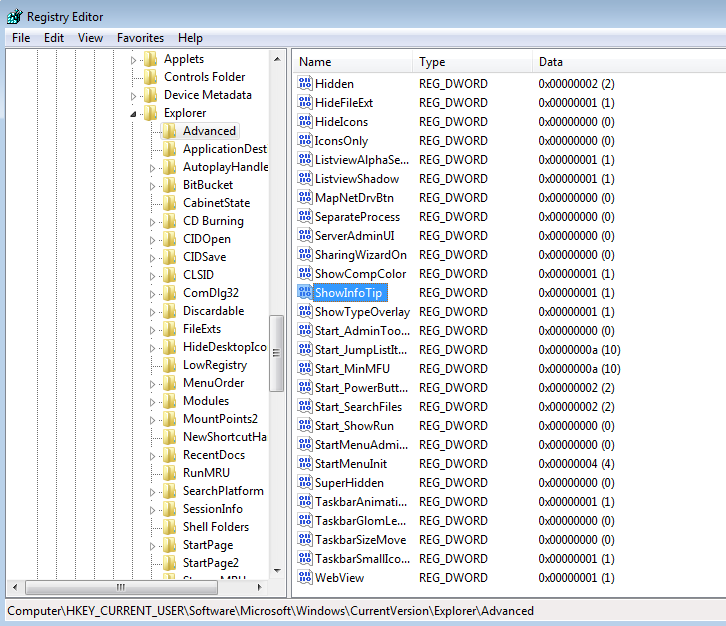 Registry Editor
File Edit View Favorites Help
Applets
Controls Folder
Device Metadata
Explorer
Advanced
ApplicationDest
AutoplayHandle
BitBucket
CabinetState
CD Burning
CIDOpen
CIDSave
CLSID
ComDlg32
Discardable
FileExts
HideDesktopIco
LowRegistry
MenuOrder
Modules
MountPoints2
NewShortcutHa
RecentDocs
RunMRU
SearchPlatform
SessionInfo
Shell Folders
StartPage
StartPage2
Name Type Data
Hidden REG_DWORD 0x00000002 (2)
HideFileExt REG_DWORD 0x00000001 (1)
HideIcons REG_DWORD 0x00000000 (0)
IconsOnly REG_DWORD 0x00000000 (0)
ListviewAlphaSe... REG_DWORD 0x00000001 (1)
ListviewShadow REG_DWORD 0x00000001 (1)
MapNetDrvBtn REG_DWORD 0x00000000 (0)
SeparateProcess REG_DWORD 0x00000000 (0)
ServerAdminUI REG_DWORD 0x00000000 (0)
SharingWizardOn REG_DWORD 0x00000000 (0)
ShowCompColor REG_DWORD 0x00000001 (1)
ShowInfoTip REG_DWORD 0x00000001 (1)
ShowTypeOverlay REG_DWORD 0x00000001 (1)
Start_AdminToo... REG_DWORD 0x00000000 (0)
Start_JumpListIt... REG_DWORD 0x0000000a (10)
Start_MinMFU REG_DWORD 0x0000000a (10)
Start_PowerButt... REG_DWORD 0x00000002 (2)
Start_SearchFiles REG_DWORD 0x00000002 (2)
Start_ShowRun REG_DWORD 0x00000000 (0)
StartMenuAdmi... REG_DWORD 0x00000000 (0)
StartMenuInit REG_DWORD 0x00000004 (4)
SuperHidden REG_DWORD 0x00000000 (0)
TaskbarAnimati... REG_DWORD 0x00000001 (1)
TaskbarGlomLe... REG_DWORD 0x00000000 (0)
TaskbarSizeMove REG_DWORD 0x00000000 (0)
TaskbarSmallIco... REG_DWORD 0x00000001 (1)
WebView REG_DWORD 0x00000001 (1)
Computer\HKEY_CURRENT_USER\Software\Microsoft\Windows\CurrentVersion\Explorer\Advanced